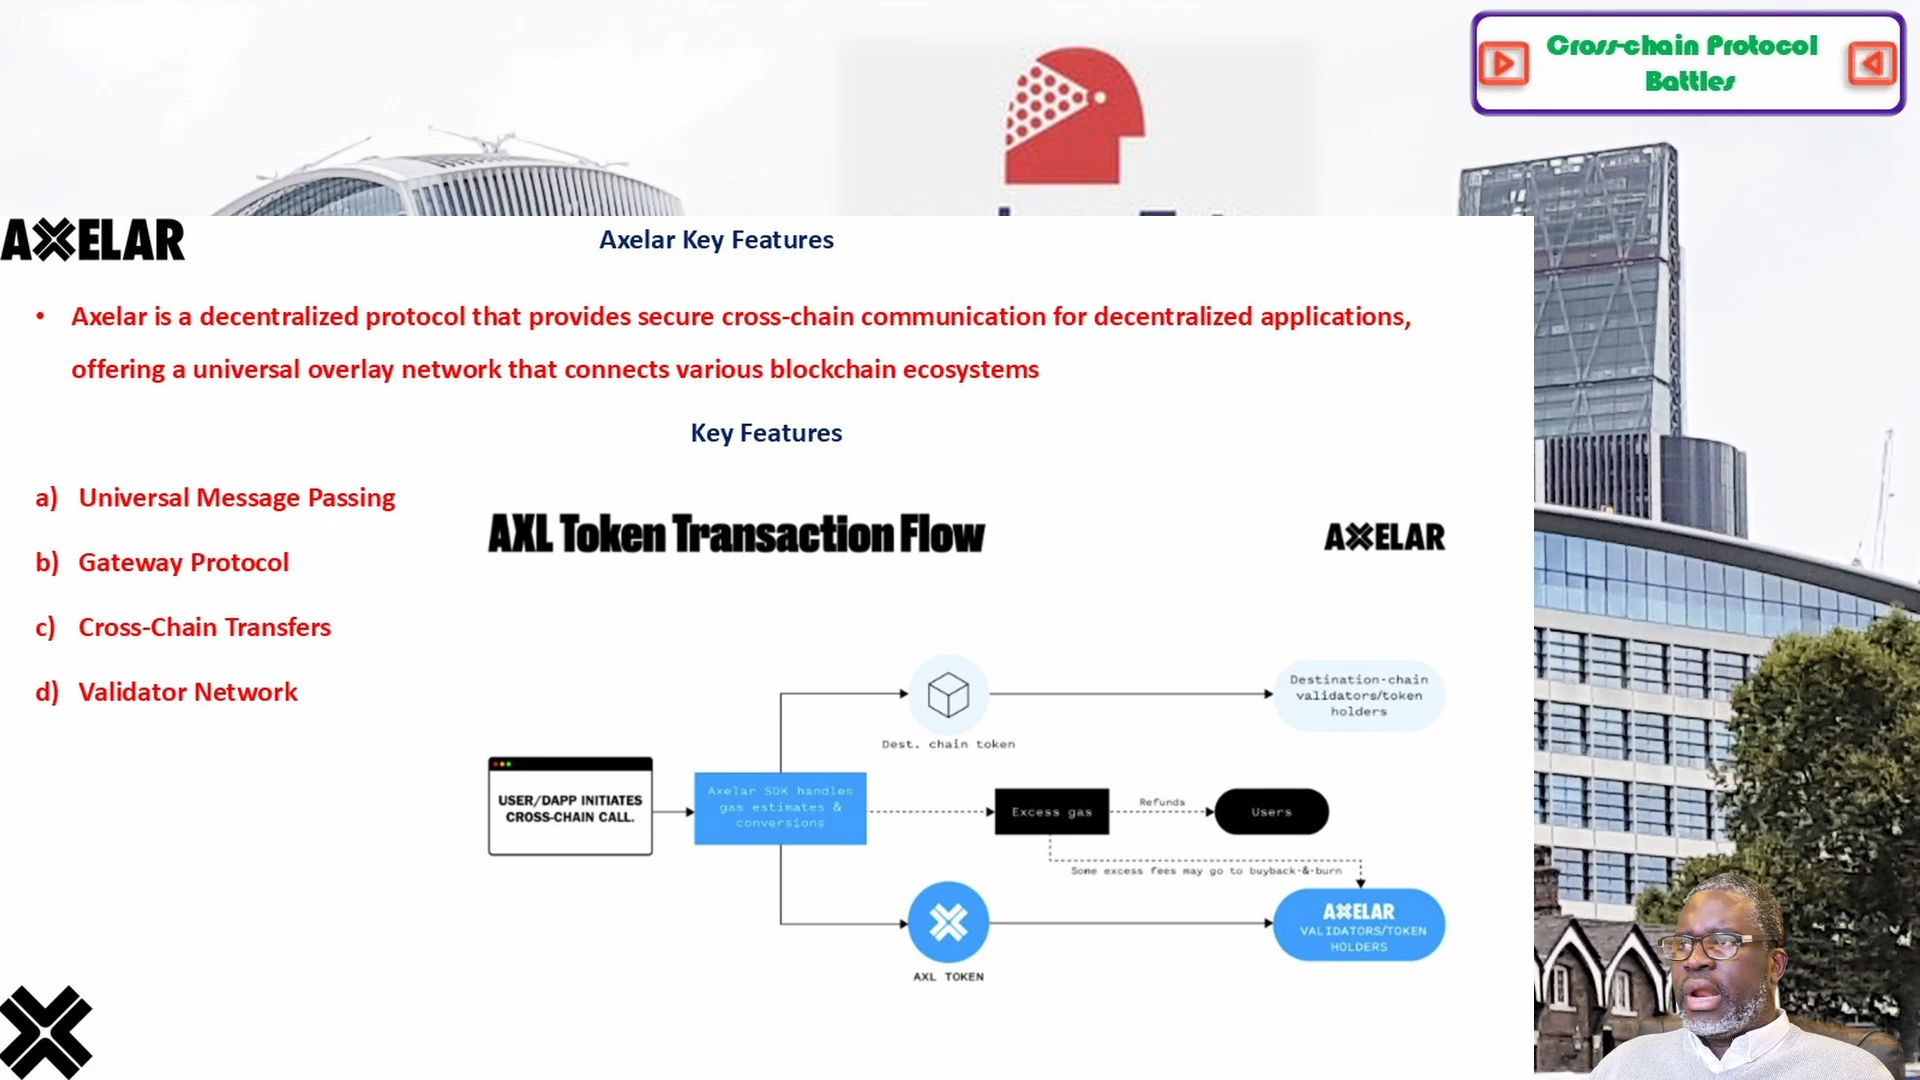 Cross-chain Protocol
Battles
AXELAR
Axelar Key Features
• Axelar is a decentralized protocol that provides secure cross-chain communication for decentralized applications,
offering a universal overlay network that connects various blockchain ecosystems
Key Features
a) Universal Message Passing
b) Gateway Protocol
c) Cross-Chain Transfers
d) Validator Network
AXL Token Transaction Flow
AXELAR
Destination-chain
validators/token
holders
Dest. chain token
USER/DAPP INITIATES
CROSS-CHAIN CALL.
Axelar SDK handles
gas estimates &
conversions
Excess gas
Refunds
Users
Some excess fees may go to buyback-&-burn
AXELAR
VALIDATORS/TOKEN
HOLDERS
AXL TOKEN